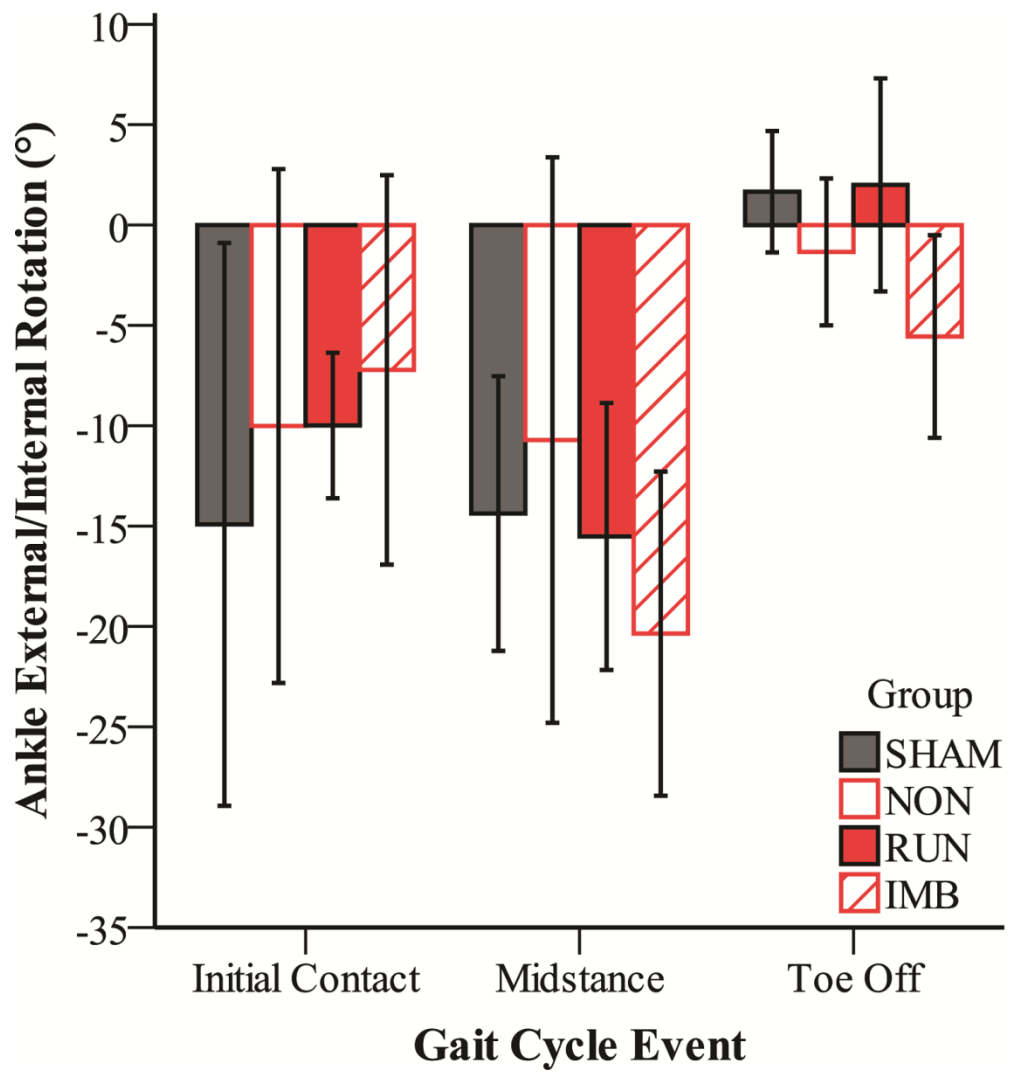 Ankle External/Internal Rotation (°)
10
5
0
-5
-10
-15
-20
-25
-30
-35
Group
SHAM
NON
RUN
IMB
Initial Contact
Midstance
Toe Off
Gait Cycle Event